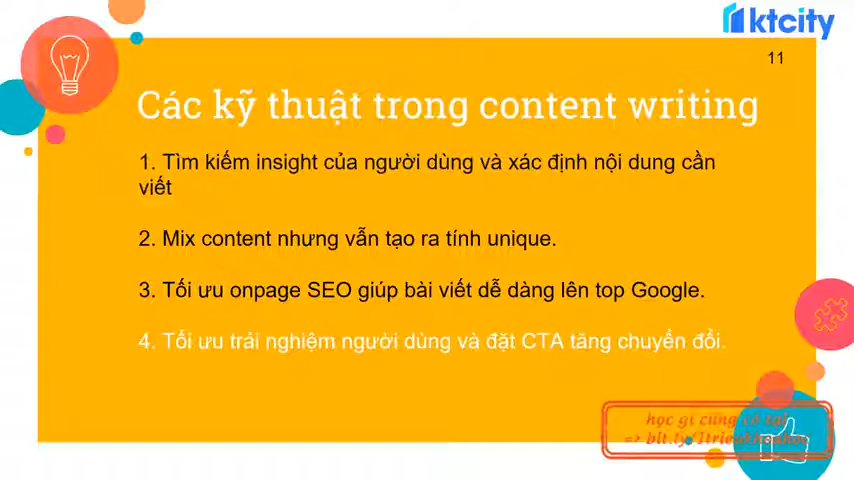 ktcity
11
Các kỹ thuật trong content writing
1. Tìm kiếm insight của người dùng và xác định nội dung cần
viết
2. Mix content nhưng vẫn tạo ra tính unique.
3. Tối ưu onpage SEO giúp bài viết dễ dàng lên top Google.
4. Tối ưu trải nghiệm người dùng và đặt CTA tăng chuyển đổi.
học gì cũng có tại
=> bit.ly/1trieukhoahoc